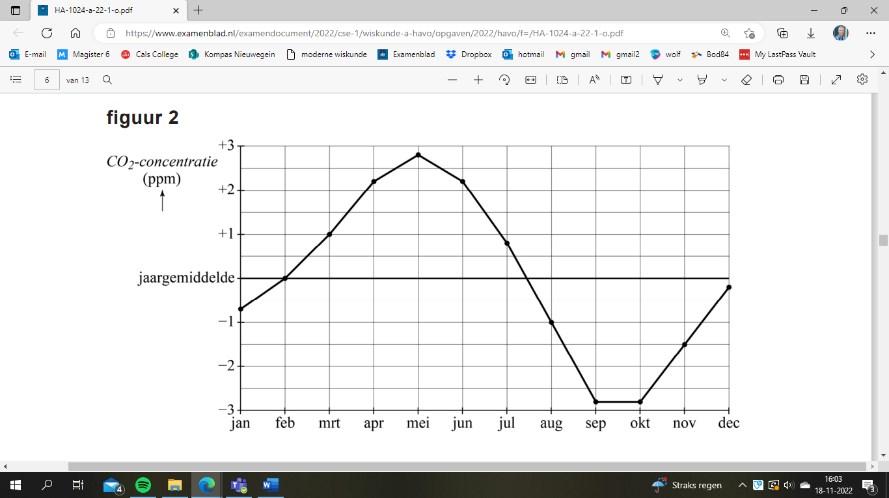 HA-1024-a-22-1-o.pdf
https://www.examenblad.nl/examendocument/2022/cse-1/wiskunde-a-havo/opgaven/2022/havo/f=/HA-1024-a-22-1-o.pdf
E-mail Magister 6 Cals College Kompas Nieuwegein moderne wiskunde Examenblad Dropbox hotmail gmail gmail2 wolf Bod84 My LastPass Vault
6 van 13
figuur 2
CO₂-concentratie
(ppm)
+3
+2
+1
jaargemiddelde
−1
−2
−3
jan feb mrt apr mei jun jul aug sep okt nov dec
4 Straks regen 16:03
18-11-2022 3